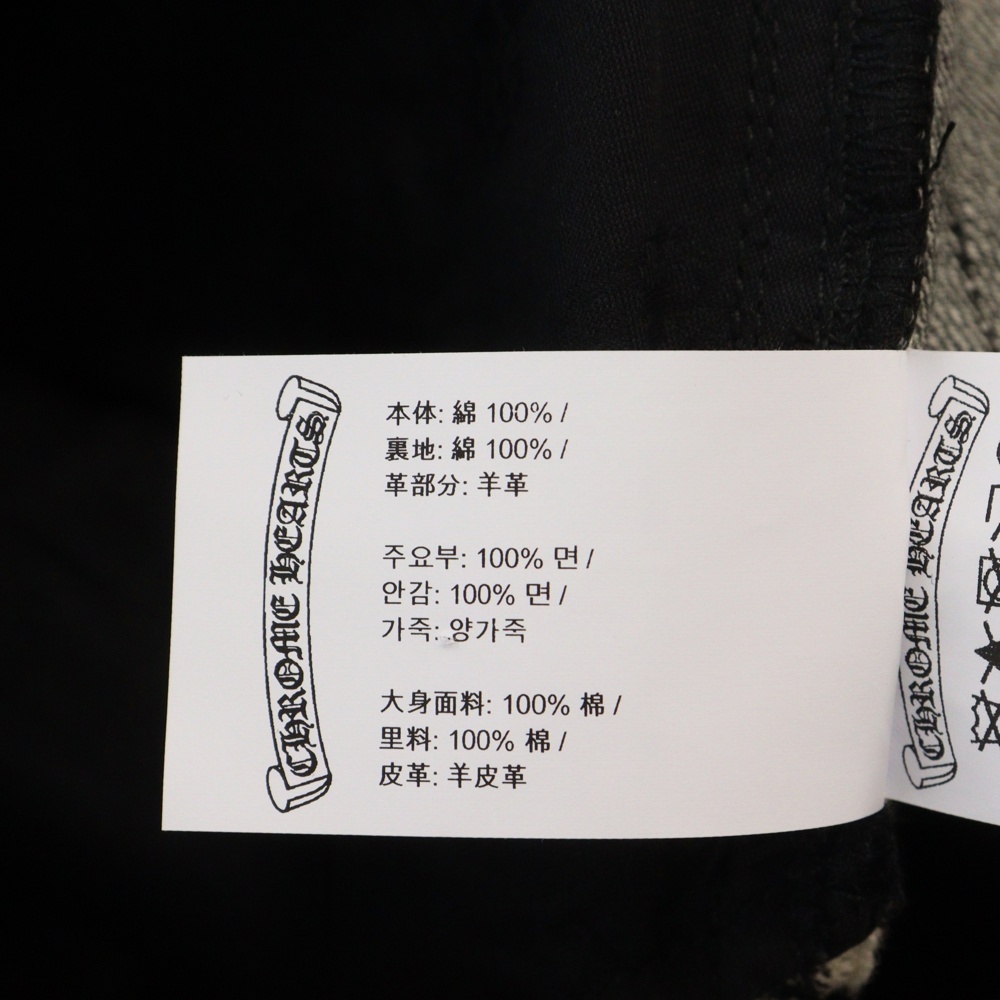 CHROME HEARTS
本体: 綿 100% /
裏地: 綿 100% /
革部分: 羊革
주요부: 100% 면 /
안감: 100% 면 /
가죽: 양가죽
大身面料: 100% 棉 /
里料: 100% 棉 /
皮革: 羊皮革
CHROME HEARTS